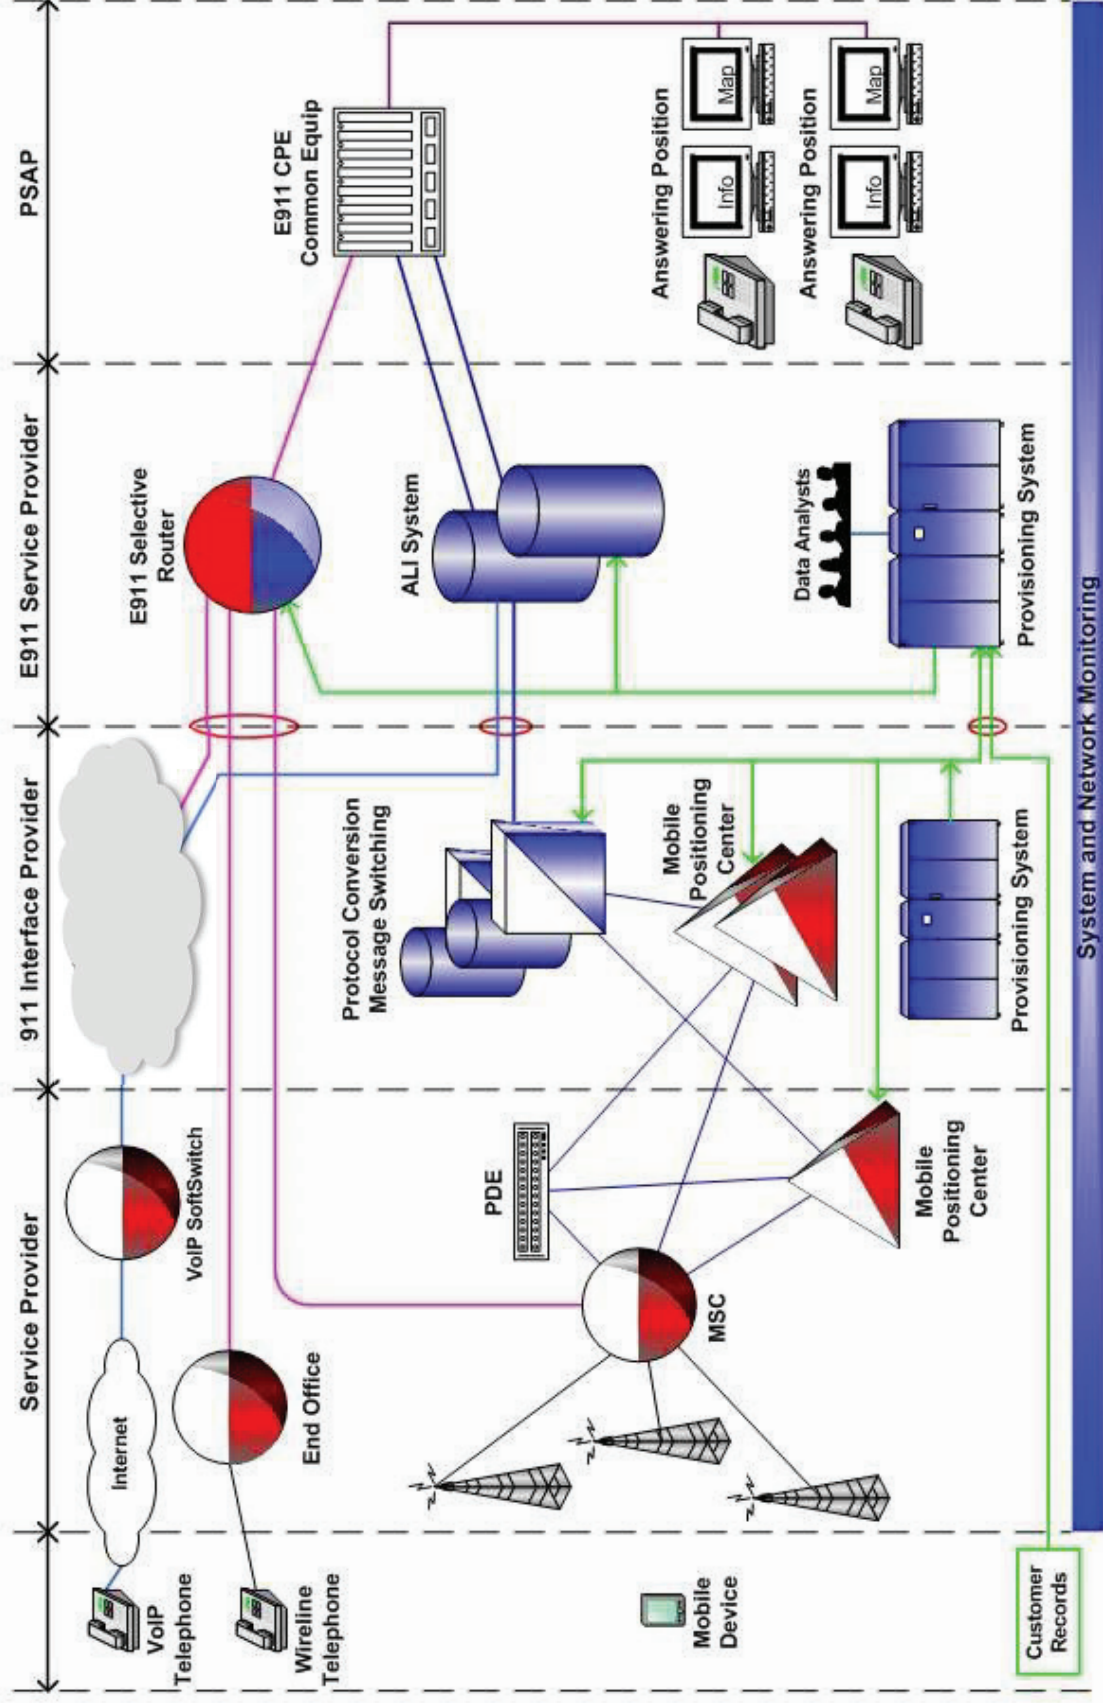 Service Provider
911 Interface Provider
E911 Service Provider
PSAP
VoIP
Telephone
Internet
VoIP SoftSwitch
Wireline
Telephone
End Office
E911 Selective
Router
E911 CPE
Common Equip
Protocol Conversion
Message Switching
ALI System
PDE
MSC
Mobile
Positioning
Center
Mobile
Positioning
Center
Mobile
Device
Answering Position
Info
Map
Answering Position
Info
Map
Data Analysts
Provisioning System
Provisioning System
Customer
Records
System and Network Monitoring